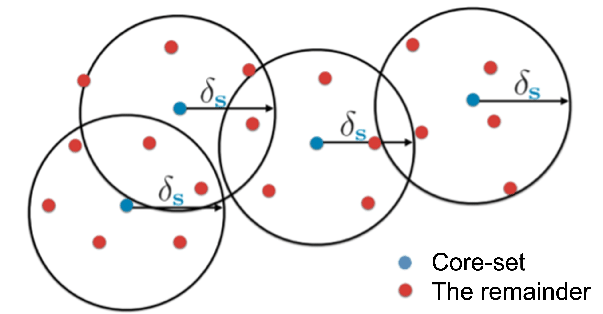 δs
δs
δs
δs
Core-set
The remainder